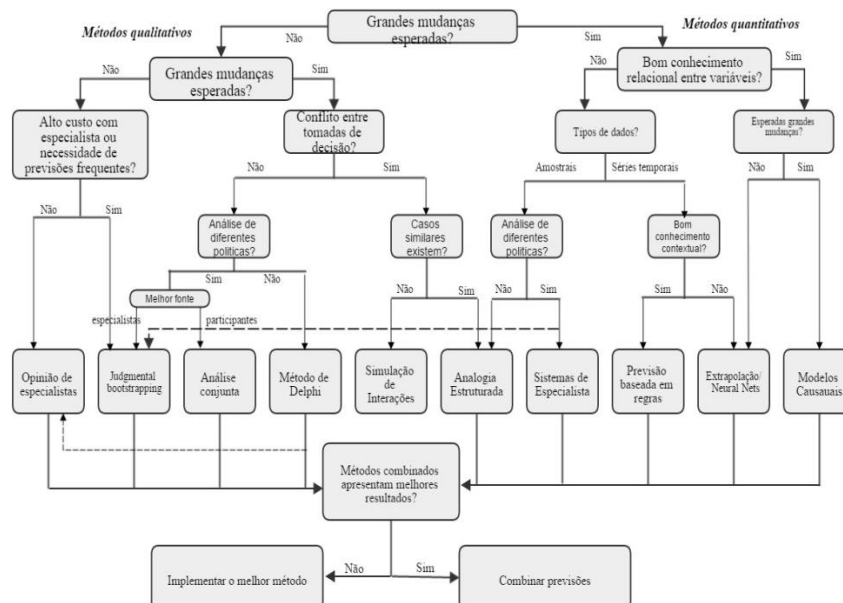 Métodos qualitativos
Grandes mudanças
esperadas?
Métodos quantitativos
Não
Sim
Não
Grandes mudanças
esperadas?
Sim
Não
Bom conhecimento
relacional entre variáveis?
Sim
Alto custo com
especialista ou
necessidade de
previsões frequentes?
Conflito entre
tomadas de
decisão?
Tipos de dados?
Esperadas grandes
mudanças?
Não
Sim
Amostrais
Séries temporais
Não
Sim
Não
Sim
Análise de
diferentes
políticas?
Casos
similares
existem?
Análise de
diferentes
políticas?
Bom
conhecimento
contextual?
Sim
Não
Melhor fonte
Não
Sim
Não
Sim
Sim
Não
especialistas
participantes
Opinião de
especialistas
Judgmental
bootstrapping
Análise
conjunta
Método de
Delphi
Simulação
de
Interações
Analogia
Estruturada
Sistemas de
Especialista
Previsão
baseada em
regras
Extrapolação/
Neural Nets
Modelos
Causauais
Métodos combinados
apresentam melhores
resultados?
Implementar o melhor método
Não
Sim
Combinar previsões